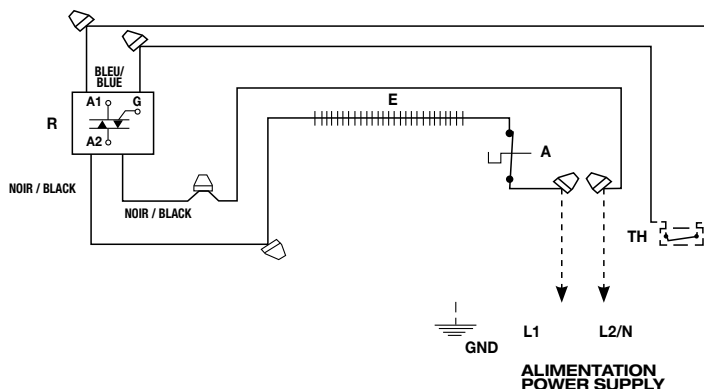 BLEU/
BLUE
A1
G
R
A2
E
A
NOIR / BLACK
NOIR / BLACK
TH
GND
L1
L2/N
ALIMENTATION
POWER SUPPLY